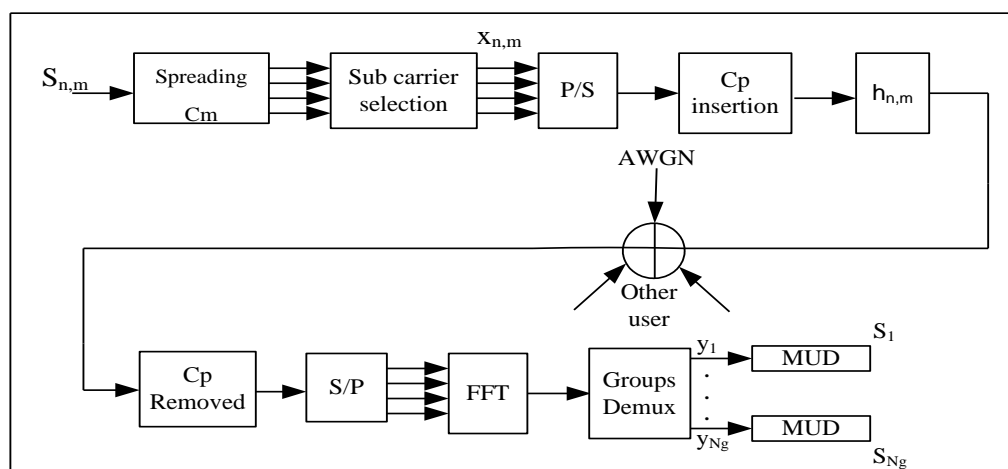 S_{n,m}
Spreading
Cm
Sub carrier
selection
x_{n,m}
P/S
Cp
insertion
h_{n,m}
AWGN
Other
user
Cp
Removed
S/P
FFT
Groups
Demux
y_1
MUD
S_1
y_{Ng}
MUD
S_{Ng}